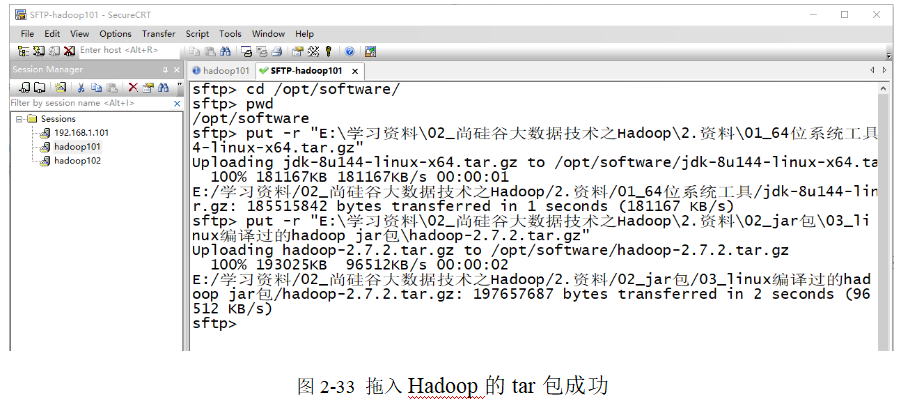 SFTP-hadoop101 - SecureCRT
File Edit View Options Transfer Script Tools Window Help
Enter host <Alt+R>
Session Manager
hadoop101 SFTP-hadoop101
Filter by session name <Alt+I>
Sessions
192.168.1.101
hadoop101
hadoop102
sftp> cd /opt/software/
sftp> pwd
/opt/software
sftp> put -r "E:\学习资料\02_尚硅谷大数据技术之Hadoop\2.资料\01_64位系统工具
4-linux-x64.tar.gz"
Uploading jdk-8u144-linux-x64.tar.gz to /opt/software/jdk-8u144-linux-x64.ta
100% 181167KB 181167KB/s 00:00:01
E:/学习资料/02_尚硅谷大数据技术之Hadoop/2.资料/01_64位系统工具/jdk-8u144-lin
r.gz: 185515842 bytes transferred in 1 seconds (181167 KB/s)
sftp> put -r "E:\学习资料\02_尚硅谷大数据技术之Hadoop\2.资料\02_jar包\03_li
nux编译过的hadoop jar包\hadoop-2.7.2.tar.gz"
Uploading hadoop-2.7.2.tar.gz to /opt/software/hadoop-2.7.2.tar.gz
100% 193025KB 96512KB/s 00:00:02
E:/学习资料/02_尚硅谷大数据技术之Hadoop/2.资料/02_jar包/03_linux编译过的had
oop jar包/hadoop-2.7.2.tar.gz: 197657687 bytes transferred in 2 seconds (96
512 KB/s)
sftp>
图 2-33 拖入 Hadoop 的 tar 包成功